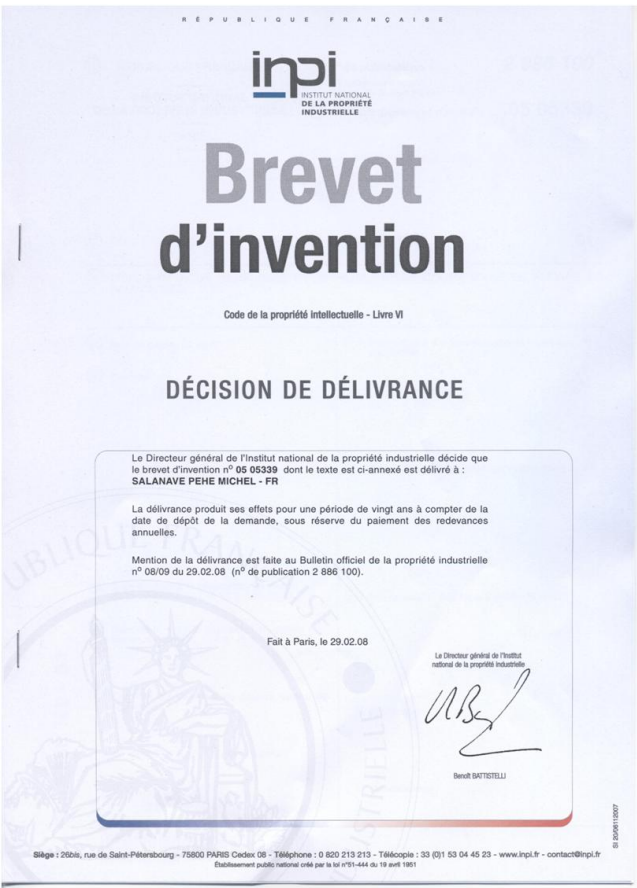 RÉPUBLIQUE FRANÇAISE
inpi
INSTITUT NATIONAL
DE LA PROPRIÉTÉ
INDUSTRIELLE
Brevet
d'invention
Code de la propriété intellectuelle - Livre VI
DÉCISION DE DÉLIVRANCE
Le Directeur général de l'Institut national de la propriété industrielle décide que
le brevet d'invention n° 05 05339 dont le texte est ci-annexé est délivré à :
SALANAVE PEHE MICHEL - FR
La délivrance produit ses effets pour une période de vingt ans à compter de la
date de dépôt de la demande, sous réserve du paiement des redevances
annuelles.
Mention de la délivrance est faite au Bulletin officiel de la propriété industrielle
n° 08/09 du 29.02.08 (n° de publication 2 886 100).
Fait à Paris, le 29.02.08
Le Directeur général de l'Institut
national de la propriété industrielle
Benoît BATTISTELLI
SI 20/08112007
Siège : 26bis, rue de Saint-Pétersbourg - 75800 PARIS Cedex 08 - Téléphone : 0 820 213 213 - Télécopie : 33 (0)1 53 04 45 23 - www.inpi.fr - contact@inpi.fr
Établissement public national créé par la loi n°51-444 du 19 avril 1951